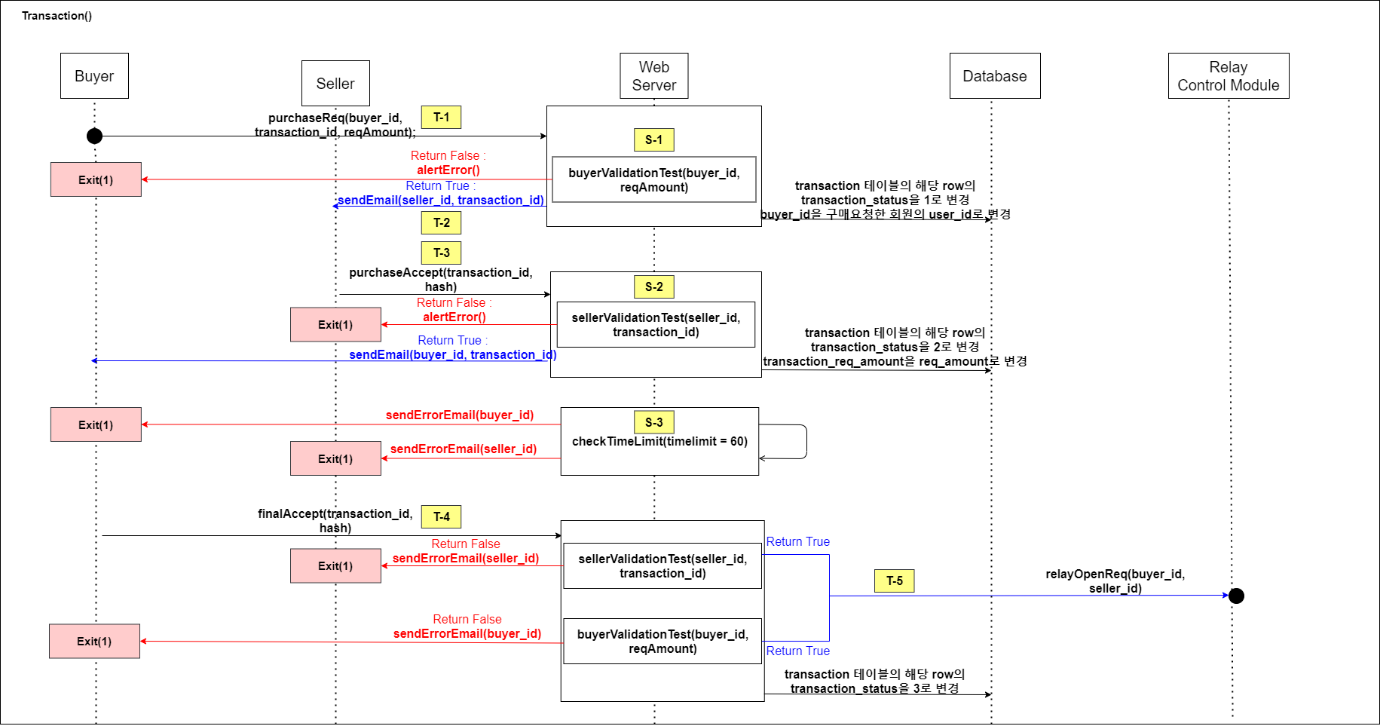 Transaction()
Buyer
Seller
Web
Server
Database
Relay
Control Module
purchaseReq(buyer_id,
transaction_id, reqAmount);
T-1
S-1
Return False :
alertError()
Exit(1)
buyerValidationTest(buyer_id,
reqAmount)
Return True :
sendEmail(seller_id, transaction_id)
transaction 테이블의 해당 row의
transaction_status을 1로 변경
buyer_id을 구매요청한 회원의 user_id로 변경
T-2
T-3
purchaseAccept(transaction_id,
hash)
S-2
Return False :
alertError()
Exit(1)
sellerValidationTest(seller_id,
transaction_id)
Return True :
sendEmail(buyer_id, transaction_id)
transaction 테이블의 해당 row의
transaction_status을 2로 변경
transaction_req_amount을 req_amount로 변경
Exit(1)
sendErrorEmail(buyer_id)
S-3
checkTimeLimit(timelimit = 60)
sendErrorEmail(seller_id)
Exit(1)
finalAccept(transaction_id,
hash)
T-4
Return False
sendErrorEmail(seller_id)
Exit(1)
sellerValidationTest(seller_id,
transaction_id)
Return True
T-5
relayOpenReq(buyer_id,
seller_id)
Return False
sendErrorEmail(buyer_id)
Exit(1)
buyerValidationTest(buyer_id,
reqAmount)
Return True
transaction 테이블의 해당 row의
transaction_status을 3로 변경